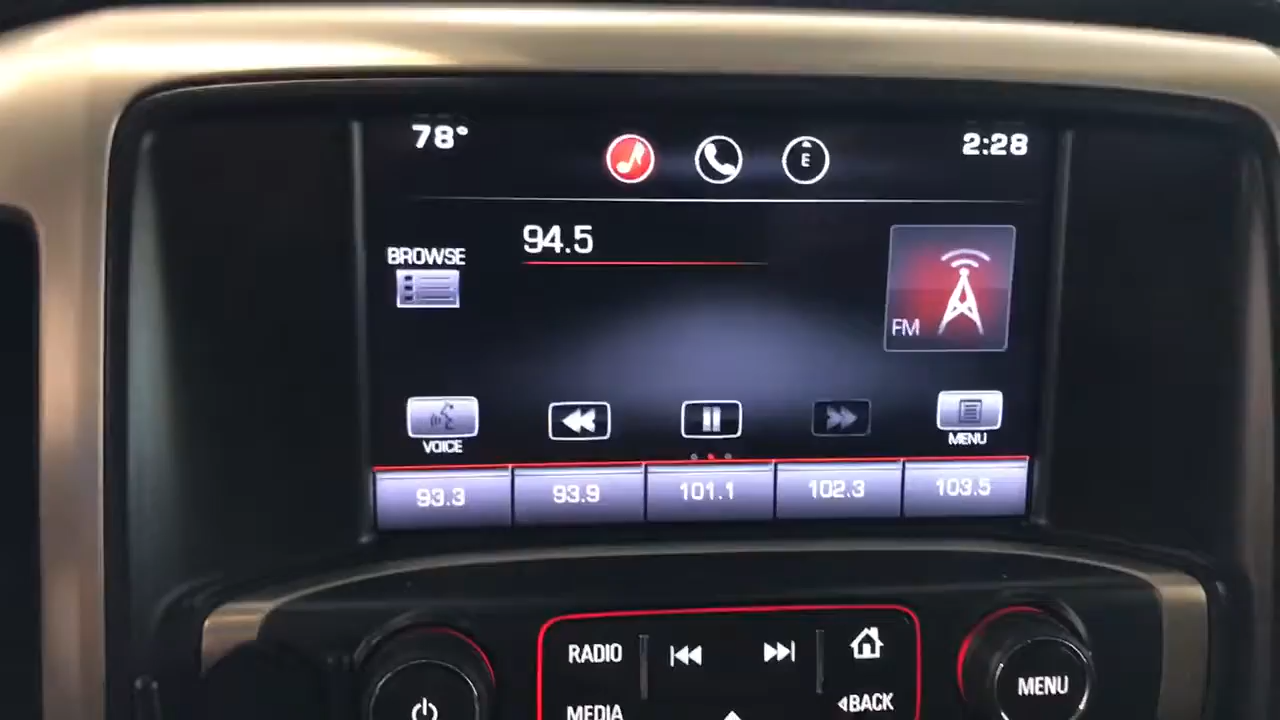 78°
E
2:28
94.5
BROWSE
FM
VOICE
MENU
93.3
93.9
101.1
102.3
103.5
RADIO
MEDIA
BACK
MENU